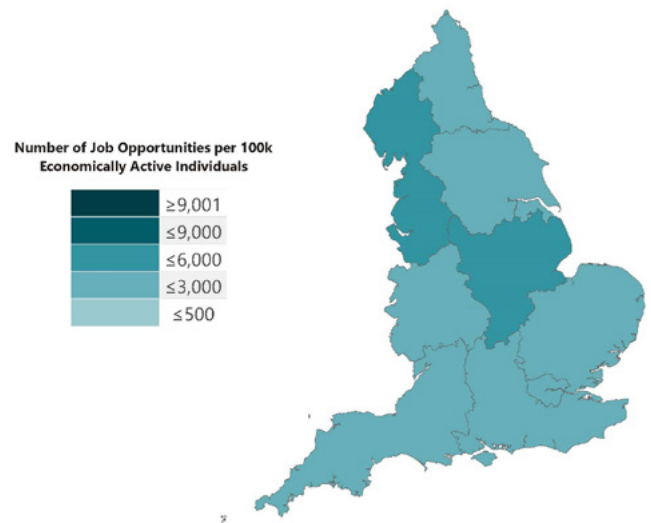 Number of Job Opportunities per 100k
Economically Active Individuals
≥9,001
≤9,000
≤6,000
≤3,000
≤500